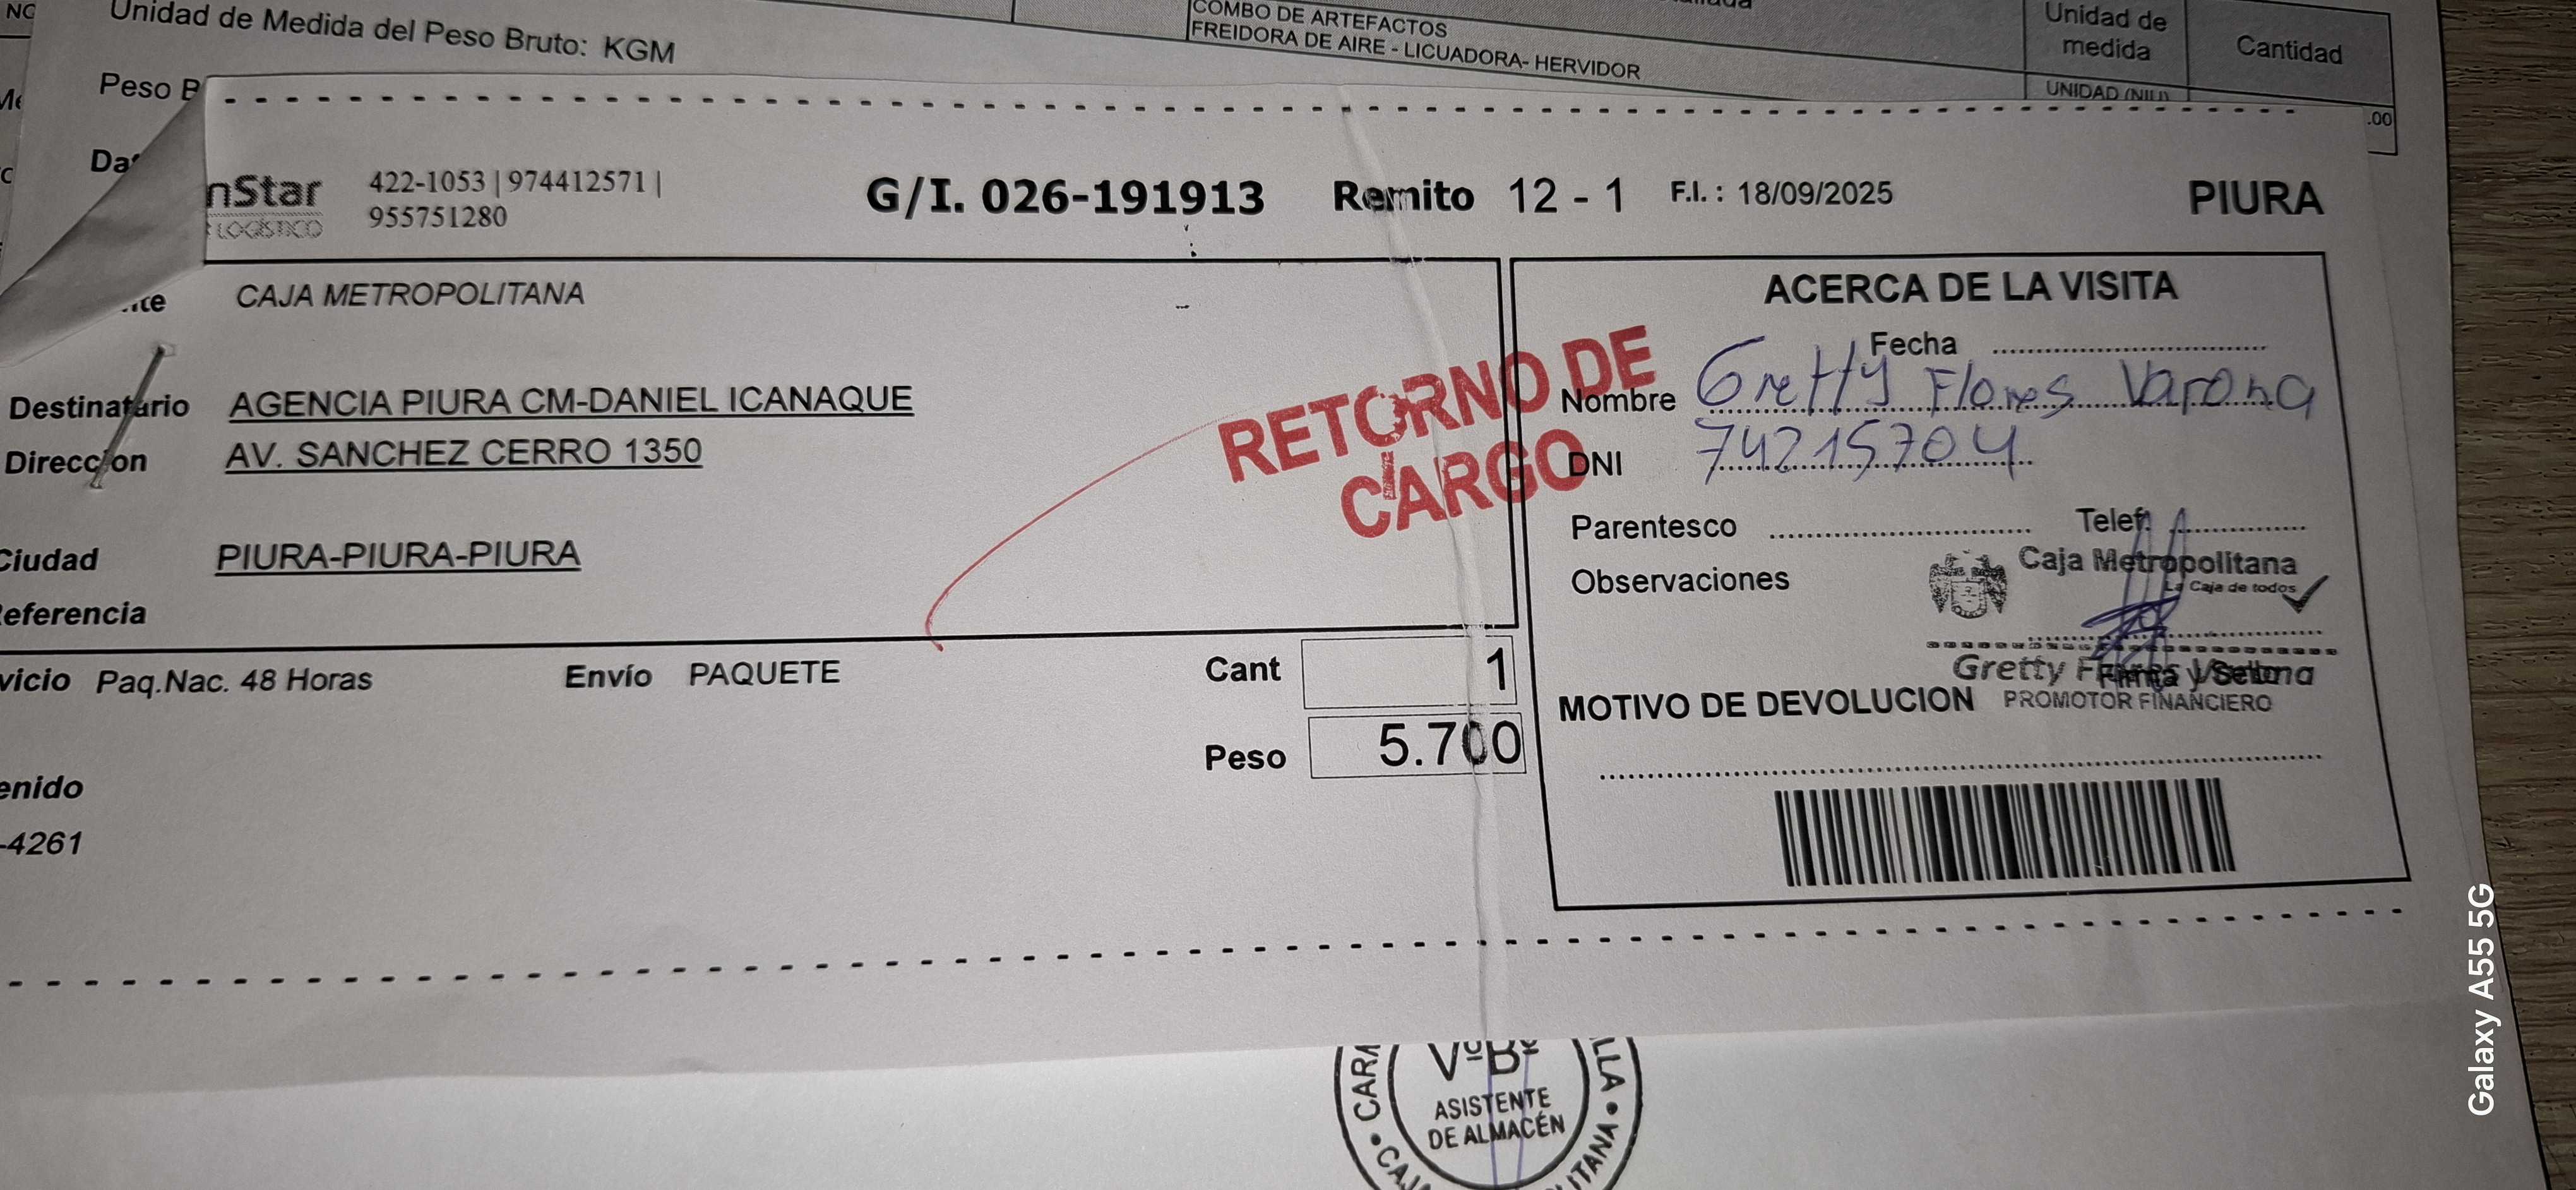 Unidad de Medida del Peso Bruto: KGM
COMBO DE ARTEFACTOS
FREIDORA DE AIRE - LICUADORA- HERVIDOR
Unidad de
medida
Cantidad
UNIDAD (NIU)
.00
Peso B
nStar
LOGÍSTICO
422-1053 | 974412571 |
955751280
G/I. 026-191913 Remito 12 - 1 F.I. : 18/09/2025 PIURA
CAJA METROPOLITANA
Destinatario AGENCIA PIURA CM-DANIEL ICANAQUE
Direccion AV. SANCHEZ CERRO 1350
Ciudad PIURA-PIURA-PIURA
Referencia
vicio Paq.Nac. 48 Horas Envío PAQUETE
Cant 1
Peso 5.700
enido
-4261
RETORNO DE
CARGO
ACERCA DE LA VISITA
Fecha
Nombre Gretty Flores Varona
DNI 74215704
Parentesco Telef.
Observaciones
Caja Metropolitana
La Caja de todos
Gretty Flores Varona
Firma y Sello
MOTIVO DE DEVOLUCION PROMOTOR FINANCIERO
VºBº
ASISTENTE
DE ALMACÉN
Galaxy A55 5G